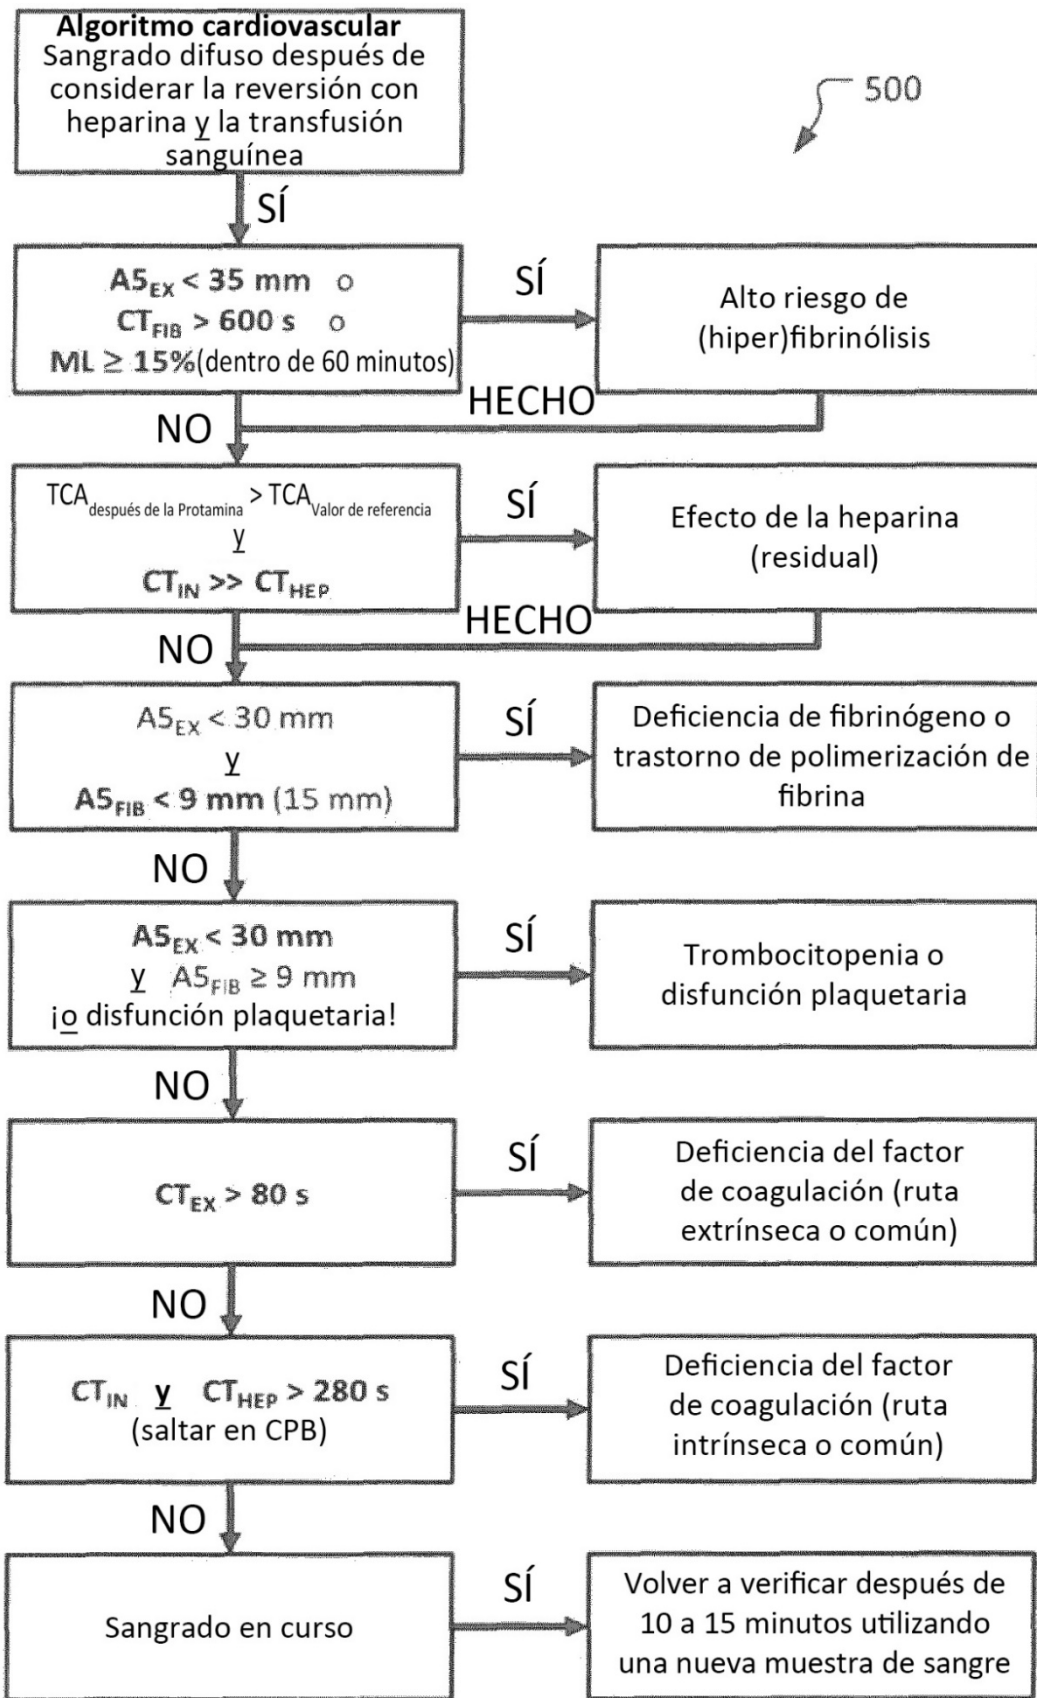 Algoritmo cardiovascular
Sangrado difuso después de
considerar la reversión con
heparina y la transfusión
sanguínea
500
SÍ
A5EX < 35 mm o
CTFIB > 600 s o
ML ≥ 15%(dentro de 60 minutos)
SÍ
Alto riesgo de
(hiper)fibrinólisis
HECHO
NO
TCAdespués de la Protamina > TCAValor de referencia
y
CTIN >> CTHEP
SÍ
Efecto de la heparina
(residual)
HECHO
NO
A5EX < 30 mm
y
A5FIB < 9 mm (15 mm)
SÍ
Deficiencia de fibrinógeno o
trastorno de polimerización de
fibrina
NO
A5EX < 30 mm
y A5FIB ≥ 9 mm
¡o disfunción plaquetaria!
SÍ
Trombocitopenia o
disfunción plaquetaria
NO
CTEX > 80 s
SÍ
Deficiencia del factor
de coagulación (ruta
extrínseca o común)
NO
CTIN y CTHEP > 280 s
(saltar en CPB)
SÍ
Deficiencia del factor
de coagulación (ruta
intrínseca o común)
NO
Sangrado en curso
SÍ
Volver a verificar después de
10 a 15 minutos utilizando
una nueva muestra de sangre